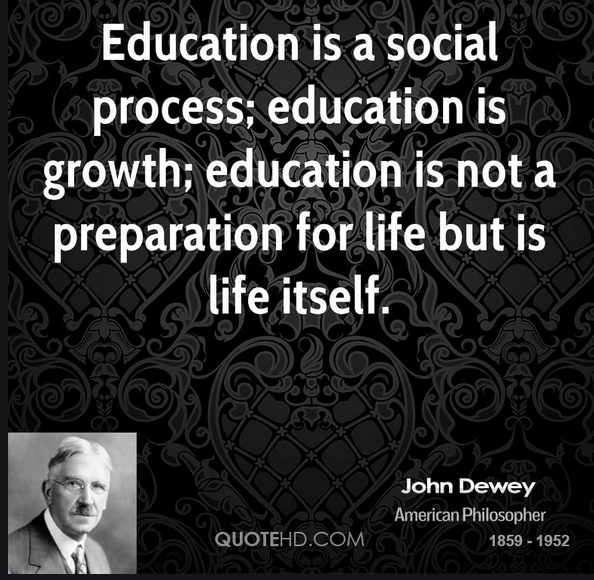 Education is a social
process; education is
growth; education is not a
preparation for life but is
life itself.
John Dewey
American Philosopher
1859 - 1952
QUOTEHD.COM